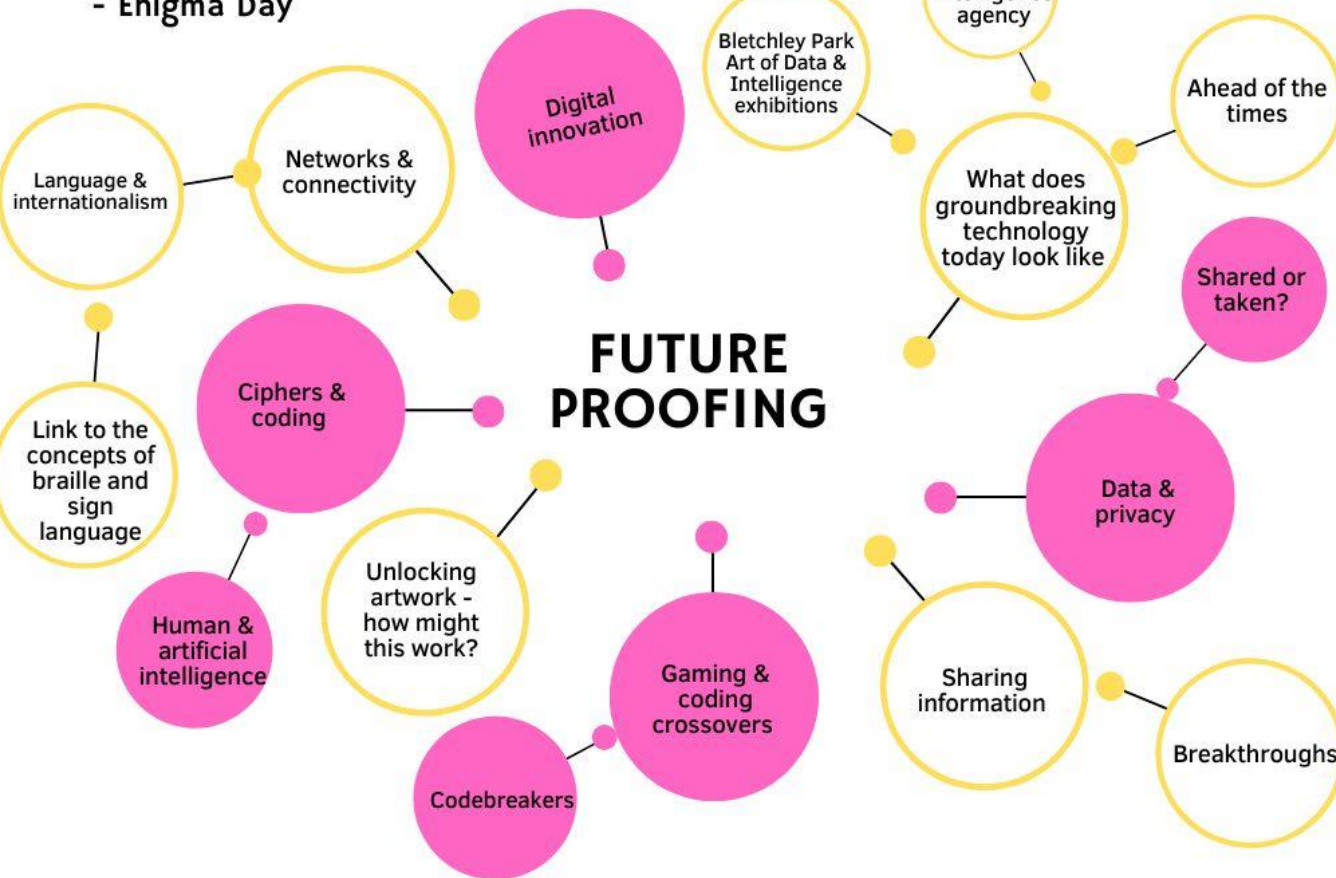 - Enigma Day
agency
Bletchley Park
Art of Data &
Intelligence
exhibitions
Ahead of the
times
Digital
innovation
Networks &
connectivity
Language &
internationalism
What does
groundbreaking
technology
today look like
Shared or
taken?
FUTURE
PROOFING
Ciphers &
coding
Link to the
concepts of
braille and
sign
language
Data &
privacy
Unlocking
artwork -
how might
this work?
Human &
artificial
intelligence
Gaming &
coding
crossovers
Sharing
information
Breakthroughs
Codebreakers